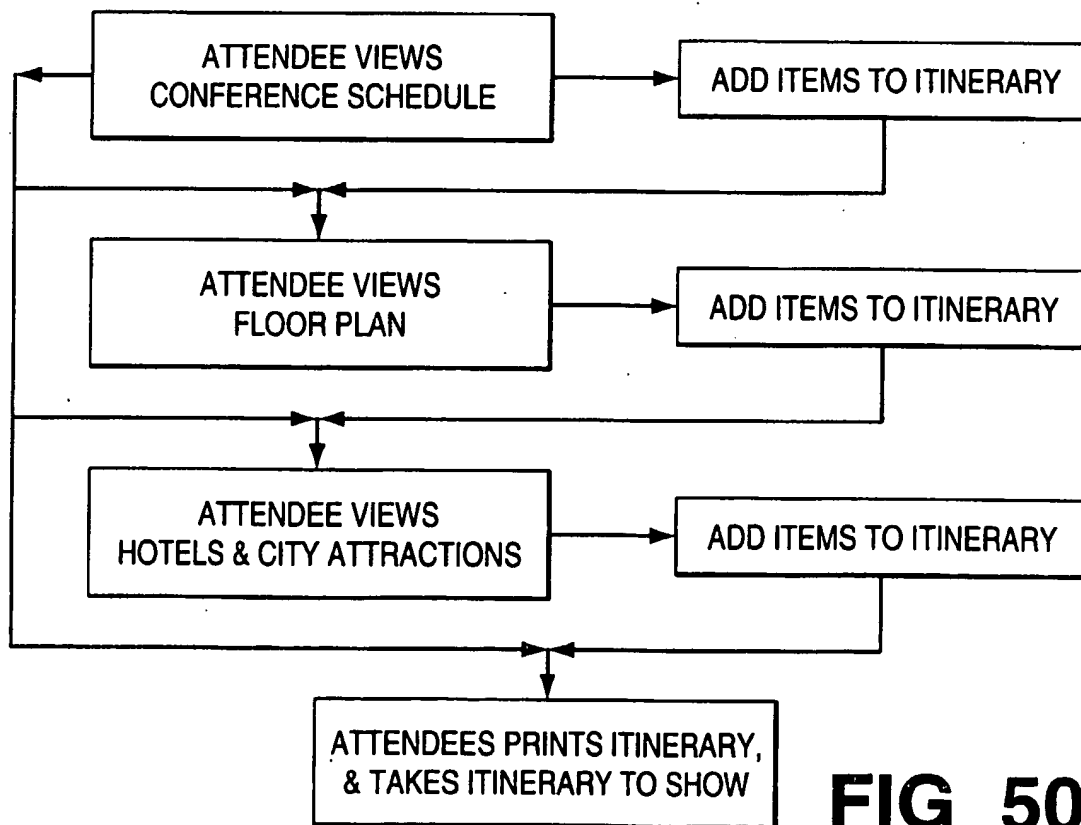 ATTENDEE VIEWS
CONFERENCE SCHEDULE
ADD ITEMS TO ITINERARY
ATTENDEE VIEWS
FLOOR PLAN
ADD ITEMS TO ITINERARY
ATTENDEE VIEWS
HOTELS & CITY ATTRACTIONS
ADD ITEMS TO ITINERARY
ATTENDEES PRINTS ITINERARY,
& TAKES ITINERARY TO SHOW
FIG 50